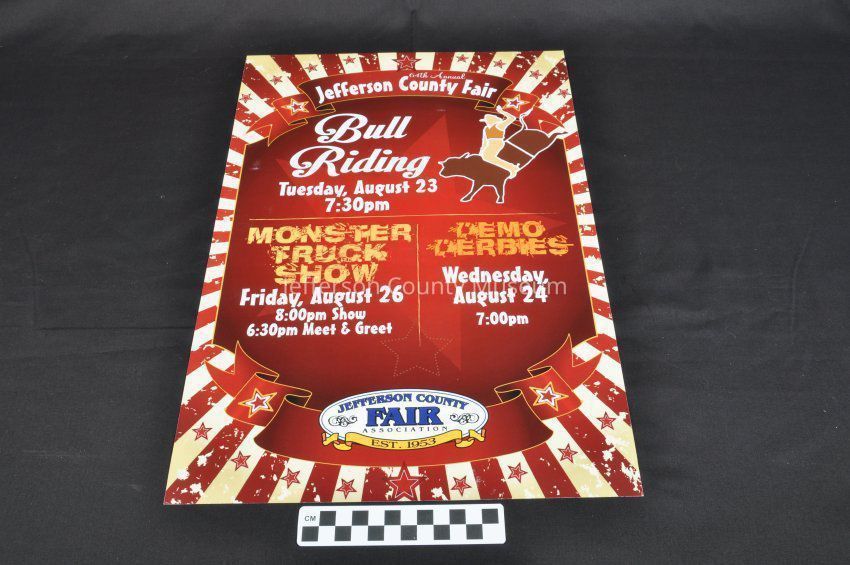 64th Annual
Jefferson County Fair
Bull
Riding
Tuesday, August 23
7:30pm
MONSTER
TRUCK
SHOW
Friday, August 26
8:00pm Show
6:30pm Meet & Greet
DEMO
DERBIES
Wednesday,
August 24
7:00pm
Jefferson County Museum
JEFFERSON COUNTY
FAIR
ASSOCIATION
EST. 1953
CM